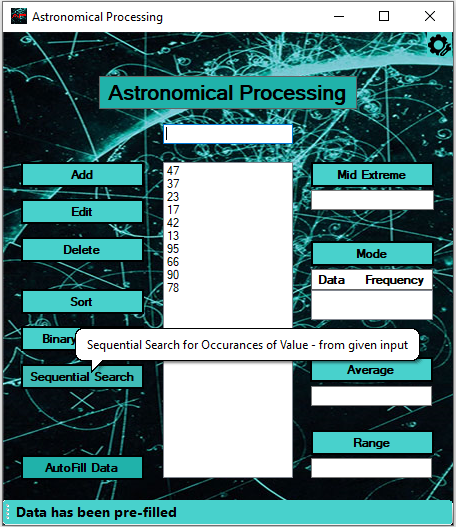 Astronomical Processing
Astronomical Processing
Add
Edit
Delete
Sort
Binary
Sequential Search
AutoFill Data
47
37
23
17
42
13
95
66
90
78
Sequential Search for Occurances of Value - from given input
Mid Extreme
Mode
Data Frequency
Average
Range
Data has been pre-filled